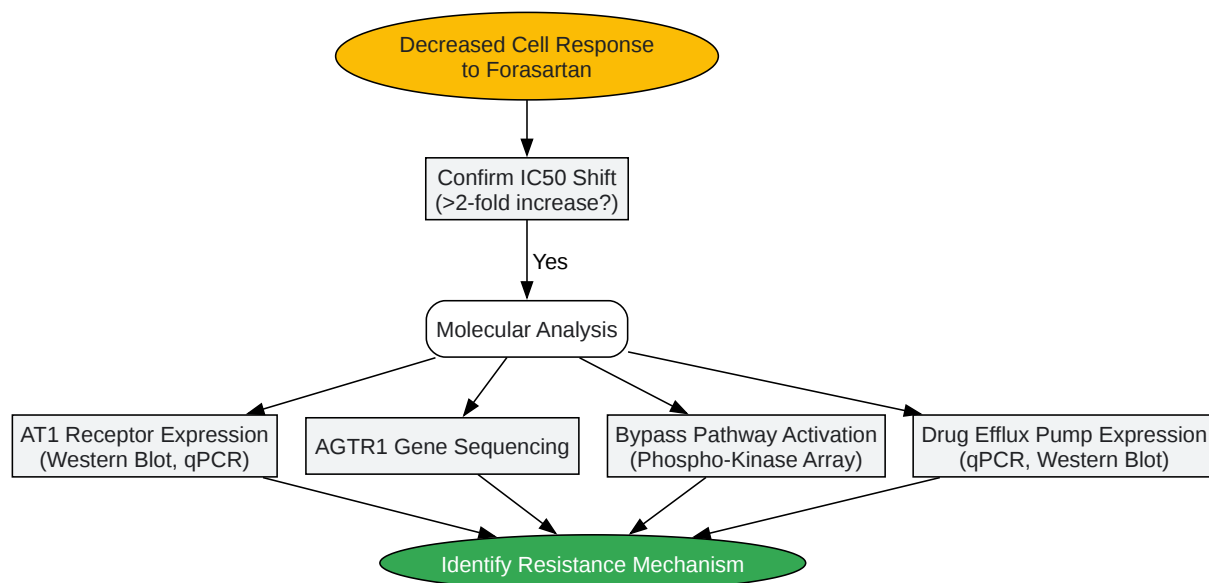 Decreased Cell Response
to Forasartan
Confirm IC50 Shift
(>2-fold increase?)
Yes
Molecular Analysis
AT1 Receptor Expression
(Western Blot, qPCR)
AGTR1 Gene Sequencing
Bypass Pathway Activation
(Phospho-Kinase Array)
Drug Efflux Pump Expression
(qPCR, Western Blot)
Identify Resistance Mechanism